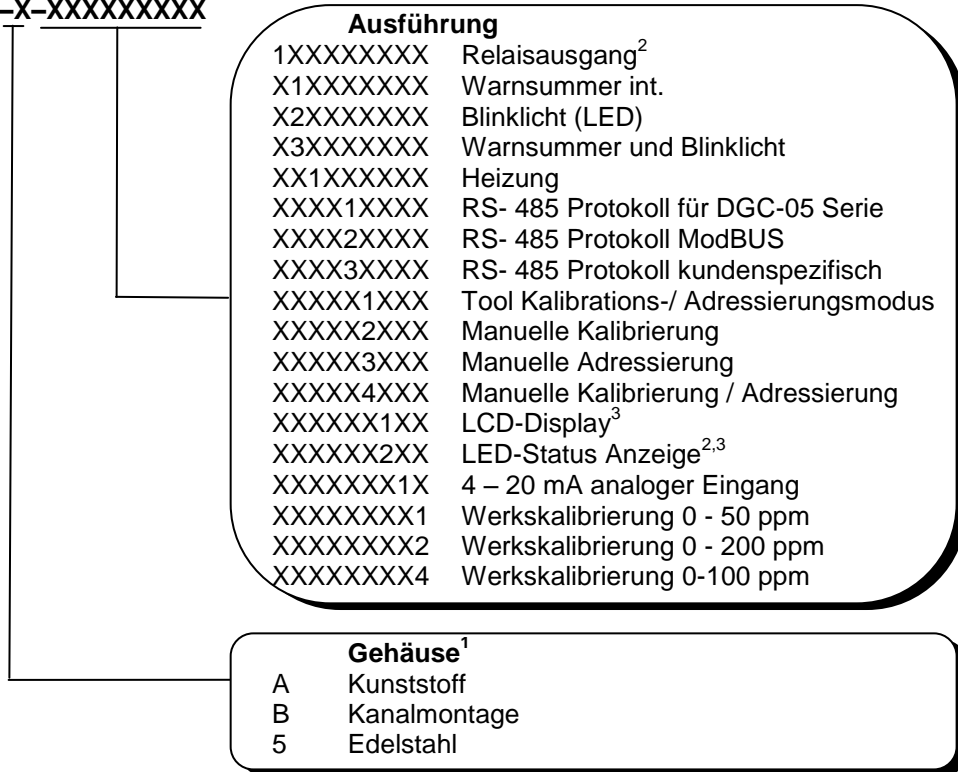 –X–XXXXXXXXX
Ausführung
1XXXXXXXX Relaisausgang²
X1XXXXXXX Warnsummer int.
X2XXXXXXX Blinklicht (LED)
X3XXXXXXX Warnsummer und Blinklicht
XX1XXXXXX Heizung
XXXX1XXXX RS- 485 Protokoll für DGC-05 Serie
XXXX2XXXX RS- 485 Protokoll ModBUS
XXXX3XXXX RS- 485 Protokoll kundenspezifisch
XXXXX1XXX Tool Kalibrations-/ Adressierungsmodus
XXXXX2XXX Manuelle Kalibrierung
XXXXX3XXX Manuelle Adressierung
XXXXX4XXX Manuelle Kalibrierung / Adressierung
XXXXXX1XX LCD-Display³
XXXXXX2XX LED-Status Anzeige²,³
XXXXXXX1X 4 – 20 mA analoger Eingang
XXXXXXXX1 Werkskalibrierung 0 - 50 ppm
XXXXXXXX2 Werkskalibrierung 0 - 200 ppm
XXXXXXXX4 Werkskalibrierung 0-100 ppm
Gehäuse¹
A Kunststoff
B Kanalmontage
5 Edelstahl